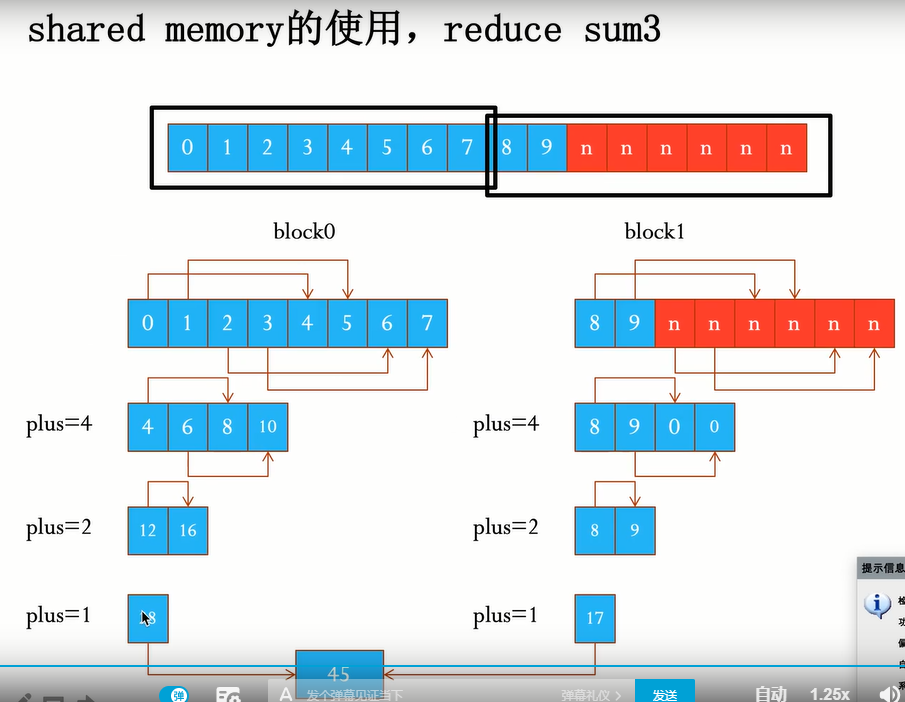 shared memory的使用，reduce sum3
0 1 2 3 4 5 6 7 8 9 n n n n n n
block0 block1
0 1 2 3 4 5 6 7 8 9 n n n n n n
plus=4 4 6 8 10 plus=4 8 9 0 0
plus=2 12 16 plus=2 8 9
plus=1 plus=1 17
45
提示信息
弹 A 发个弹幕见证当下 弹幕礼仪 > 发送 自动 1.25x